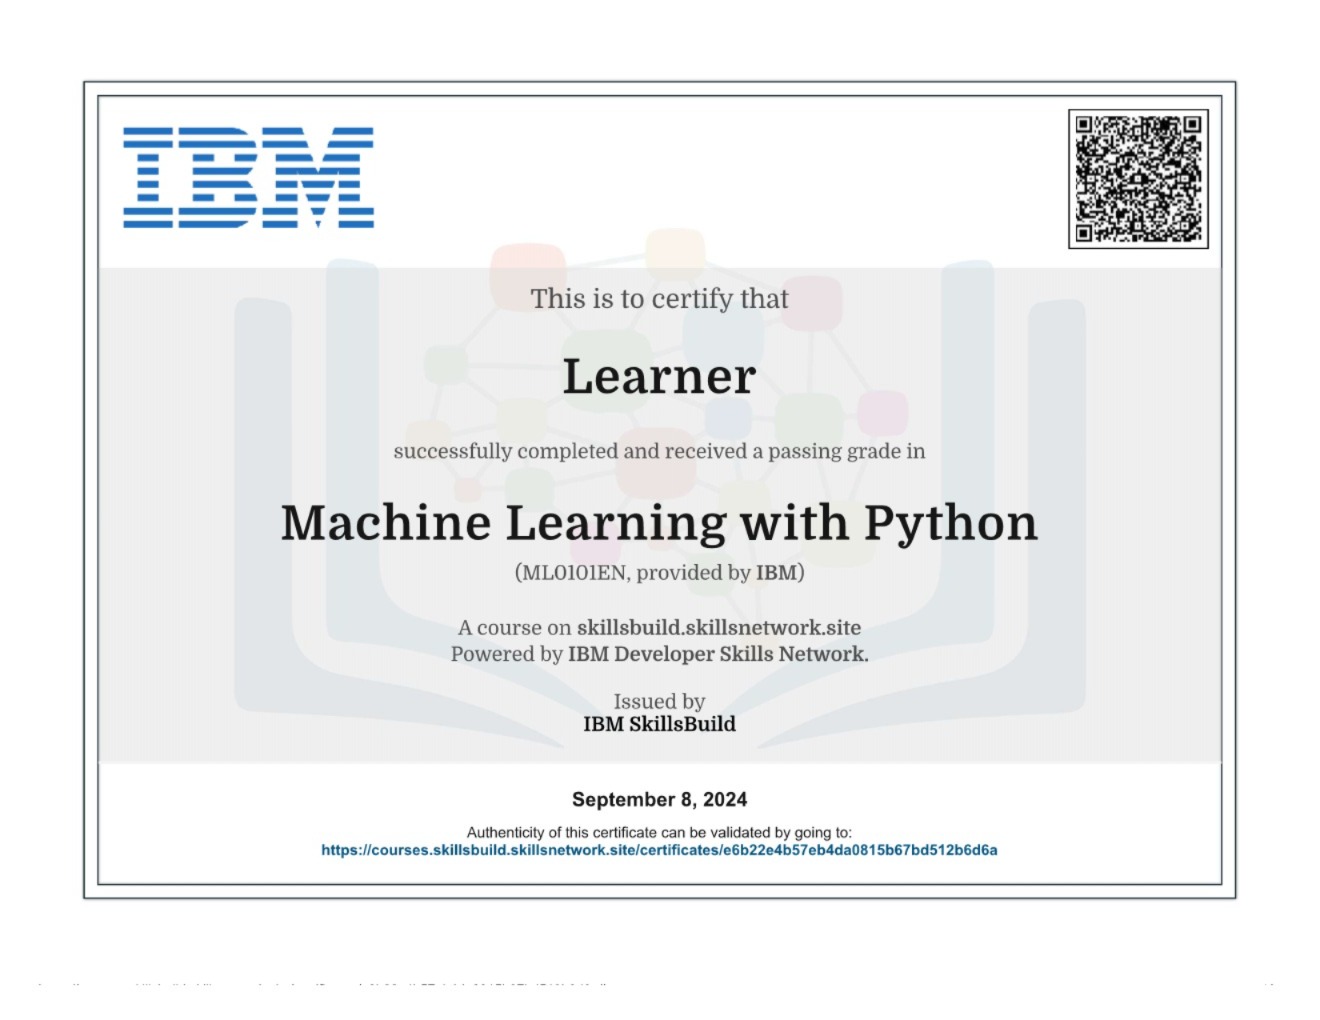 IBM
This is to certify that
Learner
successfully completed and received a passing grade in
Machine Learning with Python
(ML0101EN, provided by IBM)
A course on skillsbuild.skillsnetwork.site
Powered by IBM Developer Skills Network.
Issued by
IBM SkillsBuild
September 8, 2024
Authenticity of this certificate can be validated by going to:
https://courses.skillsbuild.skillsnetwork.site/certificates/e6b22e4b57eb4da0815b67bd512b6d6a